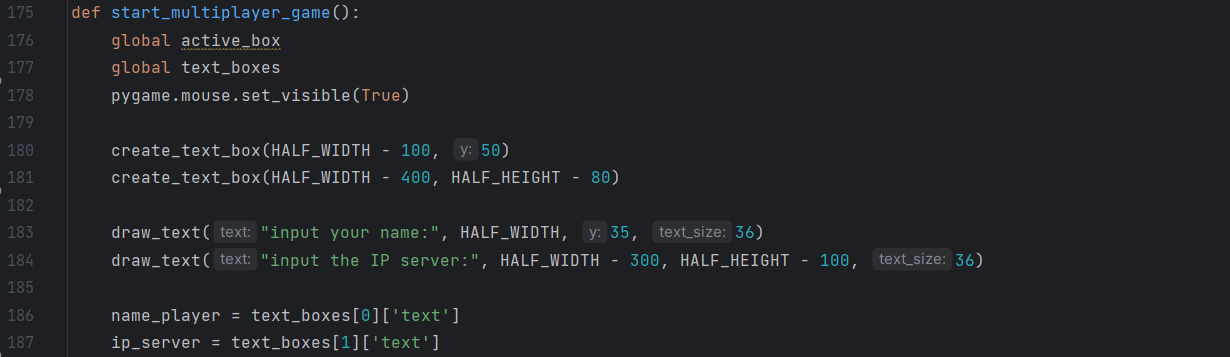 175 def start_multiplayer_game():
176     global active_box
177     global text_boxes
178     pygame.mouse.set_visible(True)
179
180     create_text_box(HALF_WIDTH - 100, y: 50)
181     create_text_box(HALF_WIDTH - 400, HALF_HEIGHT - 80)
182
183     draw_text( text: "input your name:", HALF_WIDTH, y: 35, text_size: 36)
184     draw_text( text: "input the IP server:", HALF_WIDTH - 300, HALF_HEIGHT - 100, text_size: 36)
185
186     name_player = text_boxes[0]['text']
187     ip_server = text_boxes[1]['text']